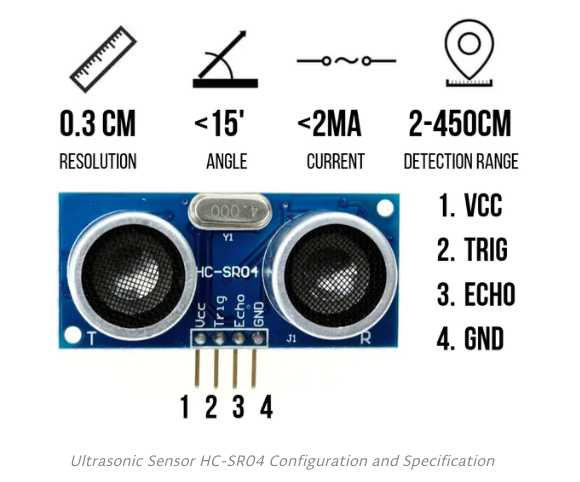 0.3 CM
<15'
<2MA
2-450CM
RESOLUTION
ANGLE
CURRENT
DETECTION RANGE
4.000
Y1
HC-SR04
Vcc
Trig
Echo
GND
T
J1
R
1. VCC
2. TRIG
3. ECHO
4. GND
1 2 3 4
Ultrasonic Sensor HC-SR04 Configuration and Specification